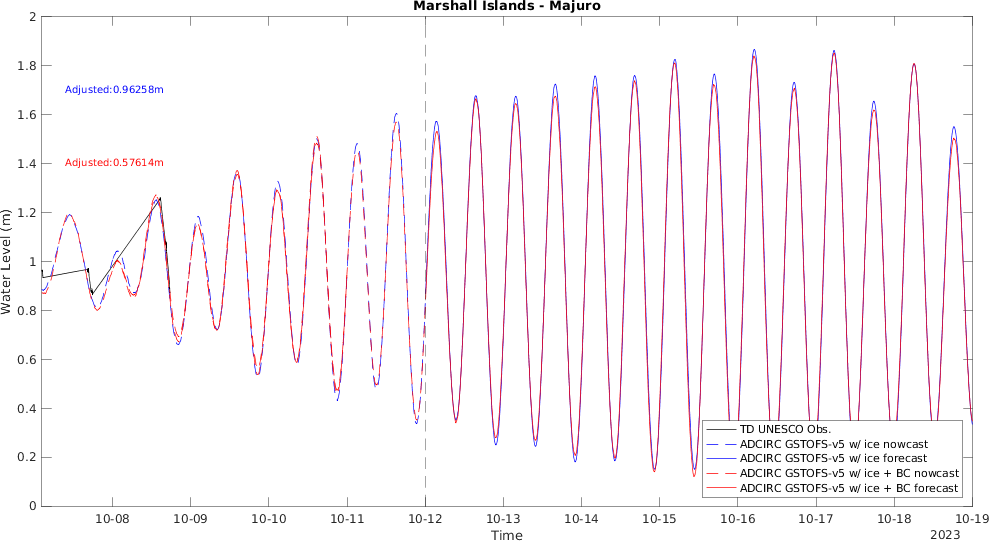 Marshall Islands - Majuro
Water Level (m)
2
1.8
1.6
1.4
1.2
1
0.8
0.6
0.4
0.2
0
Adjusted:0.96258m
Adjusted:0.57614m
TD UNESCO Obs.
ADCIRC GSTOFS-v5 w/ ice nowcast
ADCIRC GSTOFS-v5 w/ ice forecast
ADCIRC GSTOFS-v5 w/ ice + BC nowcast
ADCIRC GSTOFS-v5 w/ ice + BC forecast
10-08 10-09 10-10 10-11 10-12 10-13 10-14 10-15 10-16 10-17 10-18 10-19
Time
2023